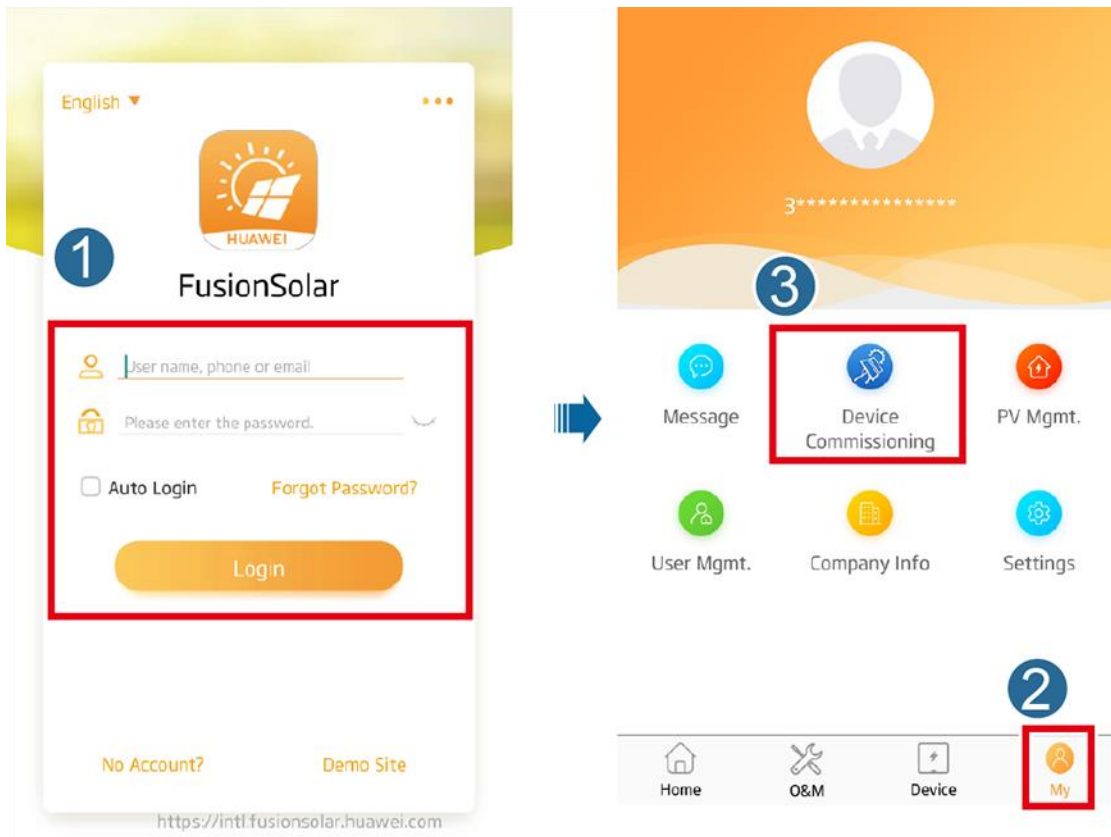 English ▼
HUAWEI
1
FusionSolar
User name, phone or email
Please enter the password.
Auto Login Forgot Password?
Login
No Account? Demo Site
https://intl.fusionsolar.huawei.com
3***************
3
Message Device Commissioning PV Mgmt.
User Mgmt. Company Info Settings
2
Home O&M Device My